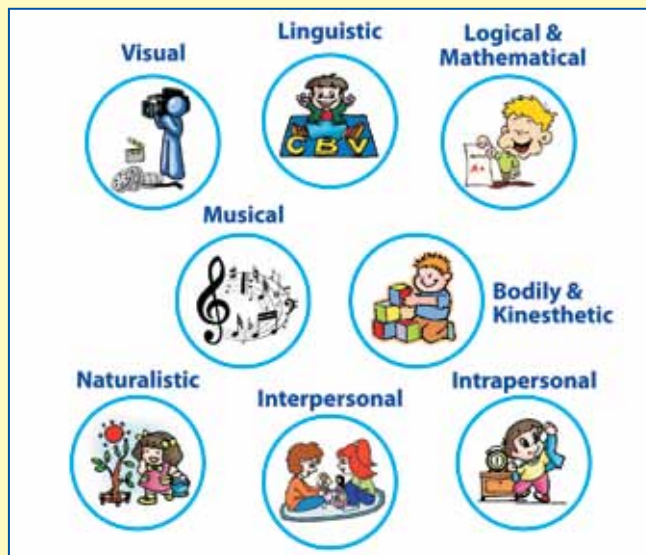 Visual
Linguistic
Logical &
Mathematical
C B V
A+
Musical
Bodily &
Kinesthetic
Naturalistic
Interpersonal
Intrapersonal